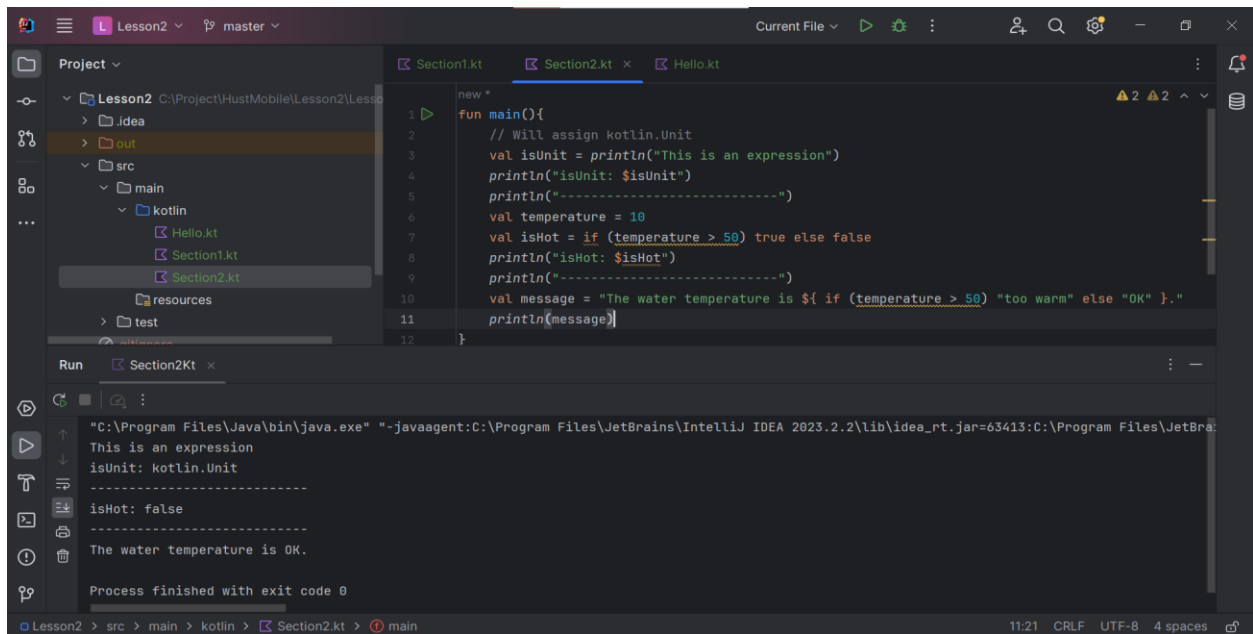 L Lesson2 master Current File
Project
Section1.kt Section2.kt × Hello.kt
Lesson2 C:\Project\HustMobile\Lesson2\Lesso
.idea
out
src
main
kotlin
Hello.kt
Section1.kt
Section2.kt
resources
test
.gitignore
new *
2 2
1 fun main(){
2 // Will assign kotlin.Unit
3 val isUnit = println("This is an expression")
4 println("isUnit: $isUnit")
5 println("----------------------------")
6 val temperature = 10
7 val isHot = if (temperature > 50) true else false
8 println("isHot: $isHot")
9 println("----------------------------")
10 val message = "The water temperature is ${ if (temperature > 50) "too warm" else "OK" }."
11 println(message)
12 }
Run Section2Kt ×
"C:\Program Files\Java\bin\java.exe" "-javaagent:C:\Program Files\JetBrains\IntelliJ IDEA 2023.2.2\lib\idea_rt.jar=63413:C:\Program Files\JetBra
This is an expression
isUnit: kotlin.Unit
----------------------------
isHot: false
----------------------------
The water temperature is OK.
Process finished with exit code 0
Lesson2 > src > main > kotlin > Section2.kt > main 11:21 CRLF UTF-8 4 spaces